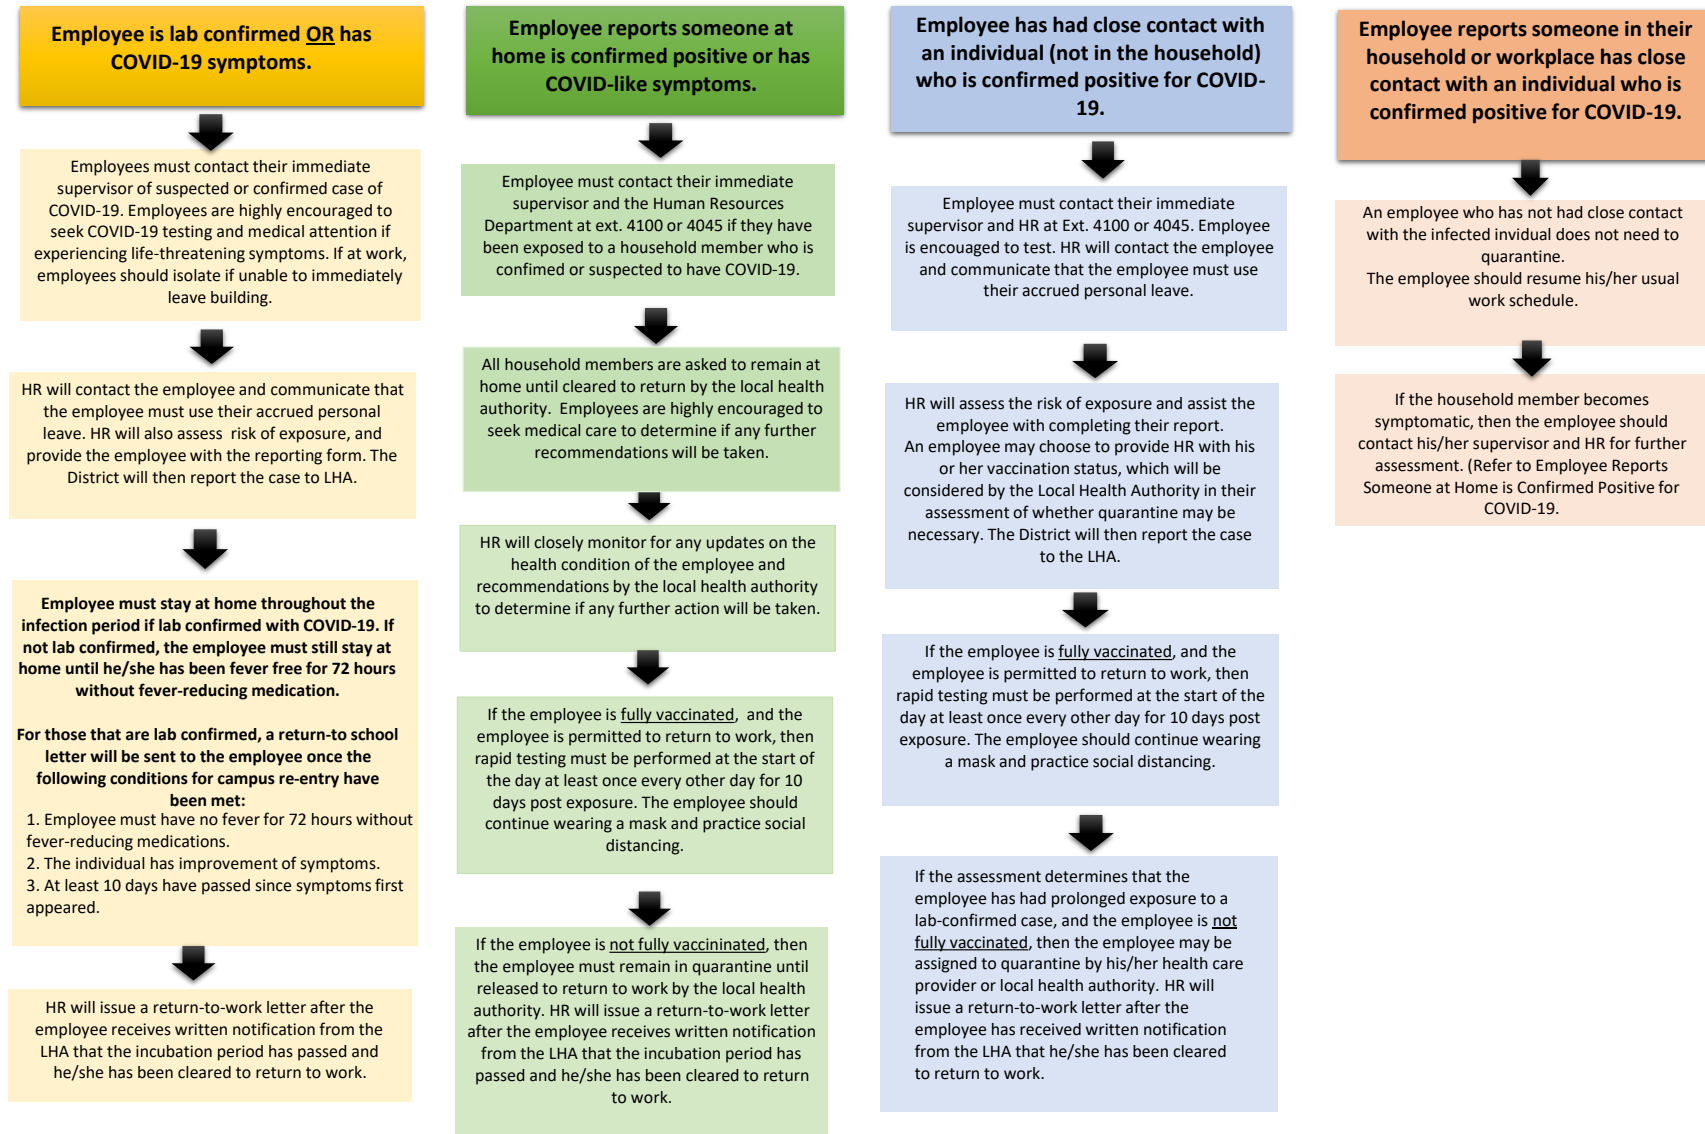 Employee is lab confirmed OR has
COVID-19 symptoms.
Employees must contact their immediate
supervisor of suspected or confirmed case of
COVID-19. Employees are highly encouraged to
seek COVID-19 testing and medical attention if
experiencing life-threatening symptoms. If at work,
employees should isolate if unable to immediately
leave building.
HR will contact the employee and communicate that
the employee must use their accrued personal
leave. HR will also assess  risk of exposure, and
provide the employee with the reporting form. The
District will then report the case to LHA.
Employee must stay at home throughout the
infection period if lab confirmed with COVID-19. If
not lab confirmed, the employee must still stay at
home until he/she has been fever free for 72 hours
without fever-reducing medication.
For those that are lab confirmed, a return-to school
letter will be sent to the employee once the
following conditions for campus re-entry have
been met:
1. Employee must have no fever for 72 hours without
fever-reducing medications.
2. The individual has improvement of symptoms.
3. At least 10 days have passed since symptoms first
appeared.
HR will issue a return-to-work letter after the
employee receives written notification from the
LHA that the incubation period has passed and
he/she has been cleared to return to work.
Employee reports someone at
home is confirmed positive or has
COVID-like symptoms.
Employee must contact their immediate
supervisor and the Human Resources
Department at ext. 4100 or 4045 if they have
been exposed to a household member who is
confimed or suspected to have COVID-19.
All household members are asked to remain at
home until cleared to return by the local health
authority.  Employees are highly encouraged to
seek medical care to determine if any further
recommendations will be taken.
HR will closely monitor for any updates on the
health condition of the employee and
recommendations by the local health authority
to determine if any further action will be taken.
If the employee is fully vaccinated,  and the
employee is permitted to return to work, then
rapid testing must be performed at the start of
the day at least once every other day for 10
days post exposure. The employee should
continue wearing a mask and practice social
distancing.
If the employee is not fully vaccininated, then
the employee must remain in quarantine until
released to return to work by the local health
authority. HR will issue a return-to-work letter
after the employee receives written notification
from the LHA that the incubation period has
passed and he/she has been cleared to return
to work.
Employee has had close contact with
an individual (not in the household)
who is confirmed positive for COVID-
19.
Employee must contact their immediate
supervisor and HR at Ext. 4100 or 4045. Employee
is encouaged to test. HR will contact the employee
and communicate that the employee must use
their accrued personal leave.
HR will assess the risk of exposure and assist the
employee with completing their report.
An employee may choose to provide HR with his
or her vaccination status, which will be
considered by the Local Health Authority in their
assessment of whether quarantine may be
necessary. The District will then report the case
to the LHA.
If the employee is fully vaccinated, and the
employee is permitted to return to work, then
rapid testing must be performed at the start of the
day at least once every other day for 10 days post
exposure. The employee should continue wearing
a mask and practice social distancing.
If the assessment determines that the
employee has had prolonged exposure to a
lab-confirmed case, and the employee is not
fully vaccinated, then the employee may be
assigned to quarantine by his/her health care
provider or local health authority. HR will
issue a return-to-work letter after the
employee has received written notification
from the LHA that he/she has been cleared
to return to work.
Employee reports someone in their
household or workplace has close
contact with an individual who is
confirmed positive for COVID-19.
An employee who has not had close contact
with the infected invidual does not need to
quarantine.
The employee should resume his/her usual
work schedule.
If the household member becomes
symptomatic, then the employee should
contact his/her supervisor and HR for further
assessment. (Refer to Employee Reports
Someone at Home is Confirmed Positive for
COVID-19.